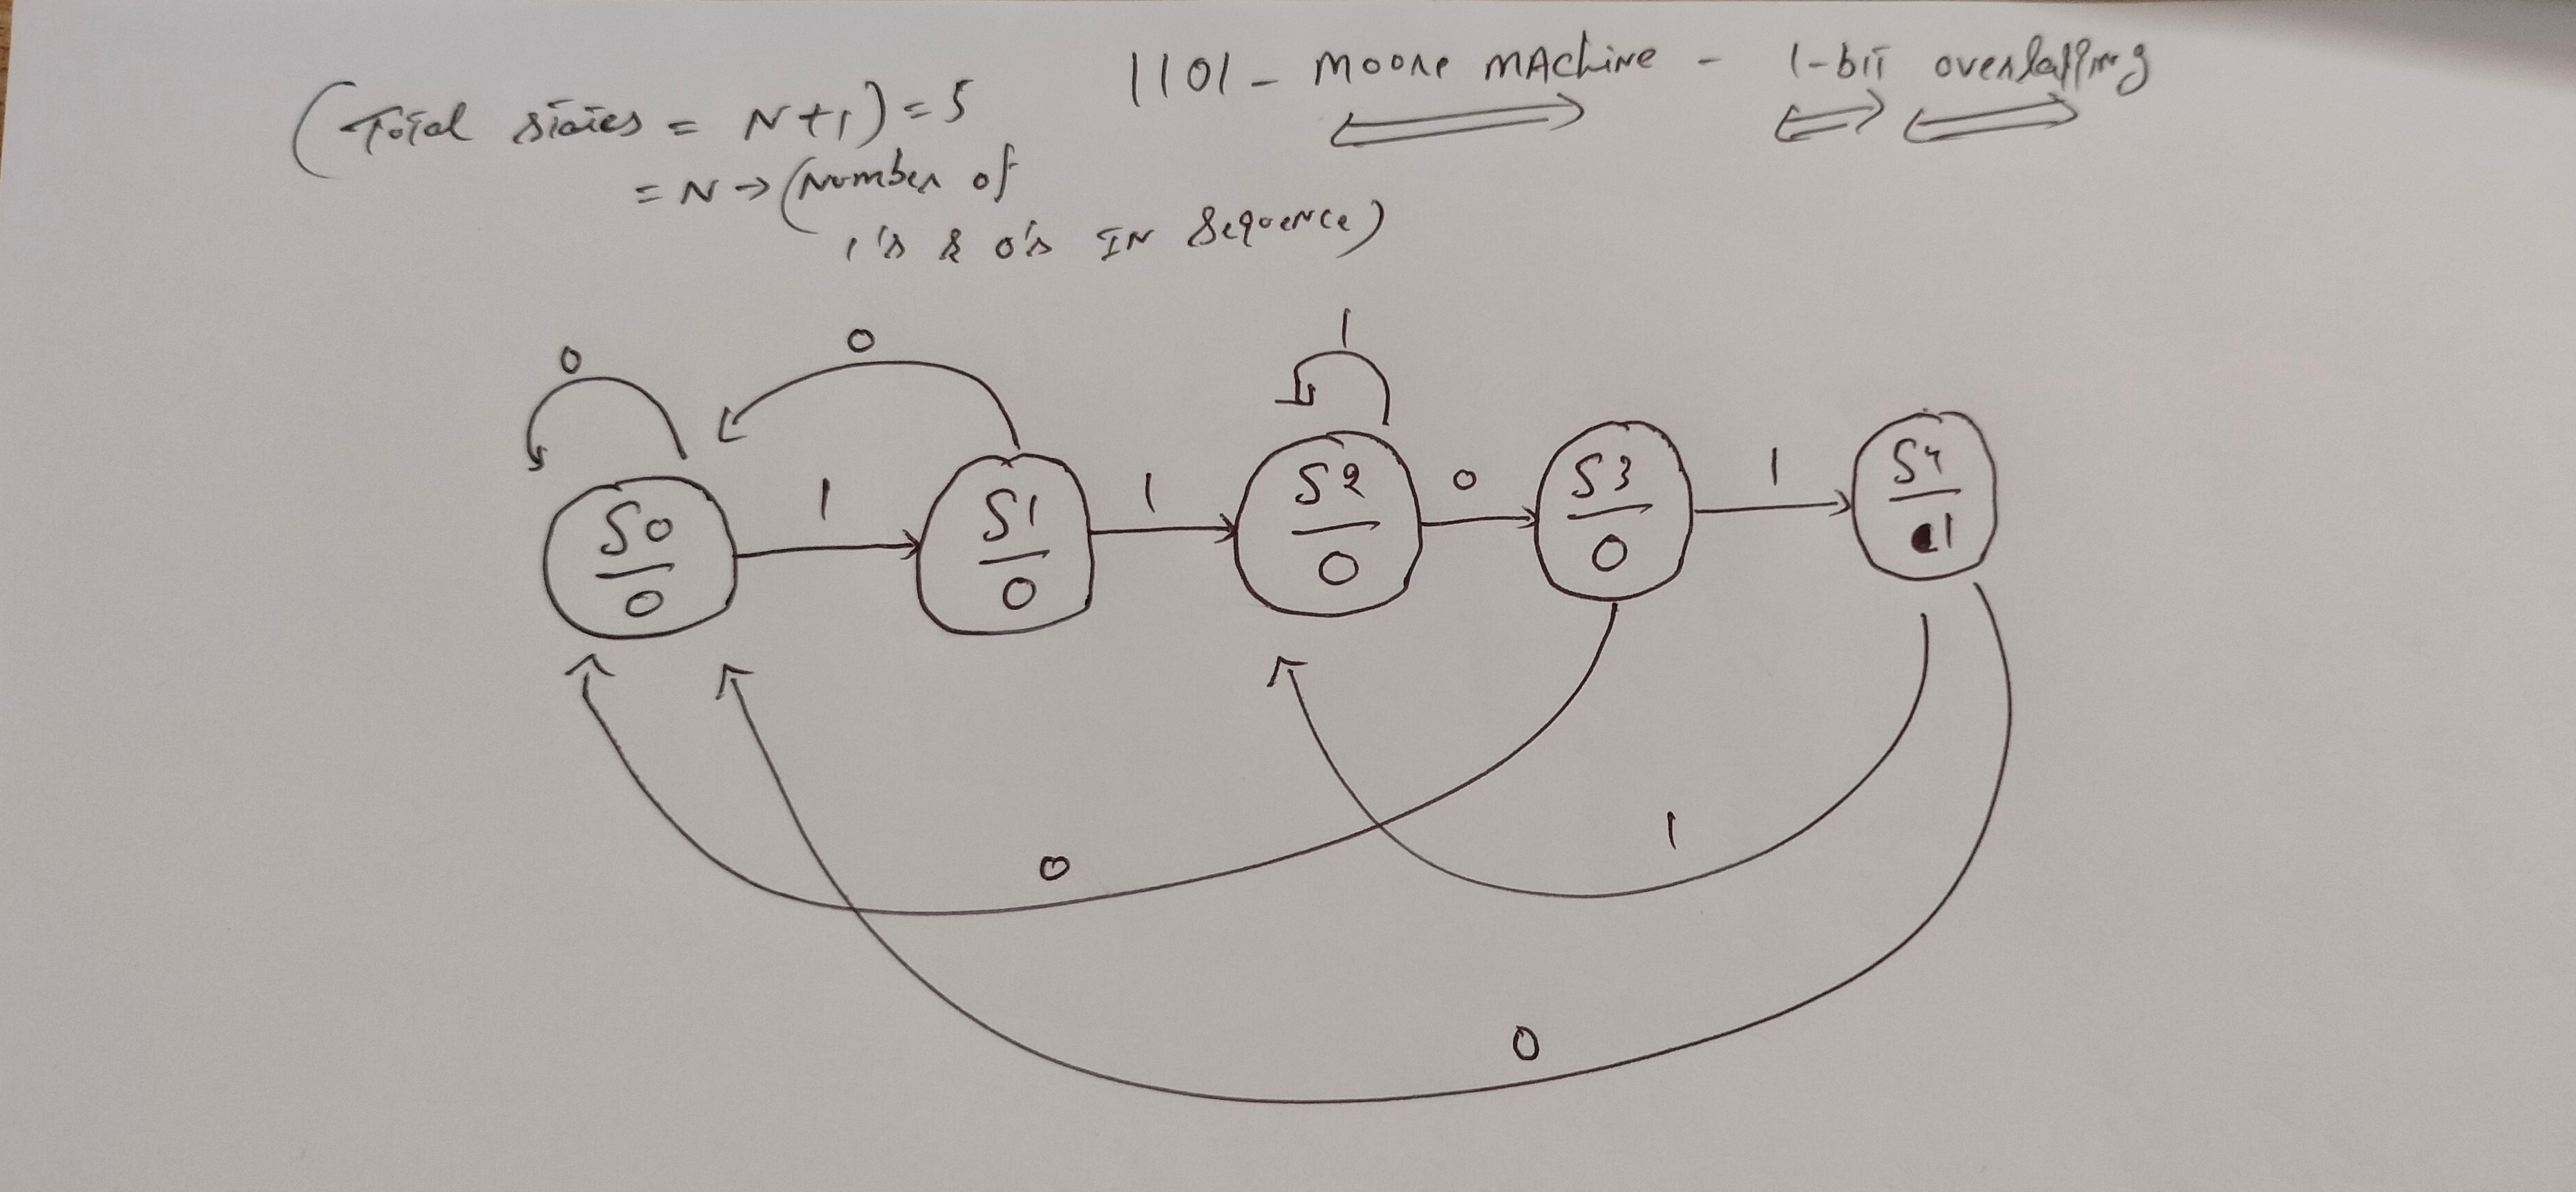 1101 - Moore MAchine - 1-bit overlapping
(Total states = N+1) = 5
= N → (Number of
1's & 0's IN Sequence)
0
0
1
S0
0
1
S1
0
1
S2
0
0
S3
0
1
S4
1
0
1
0